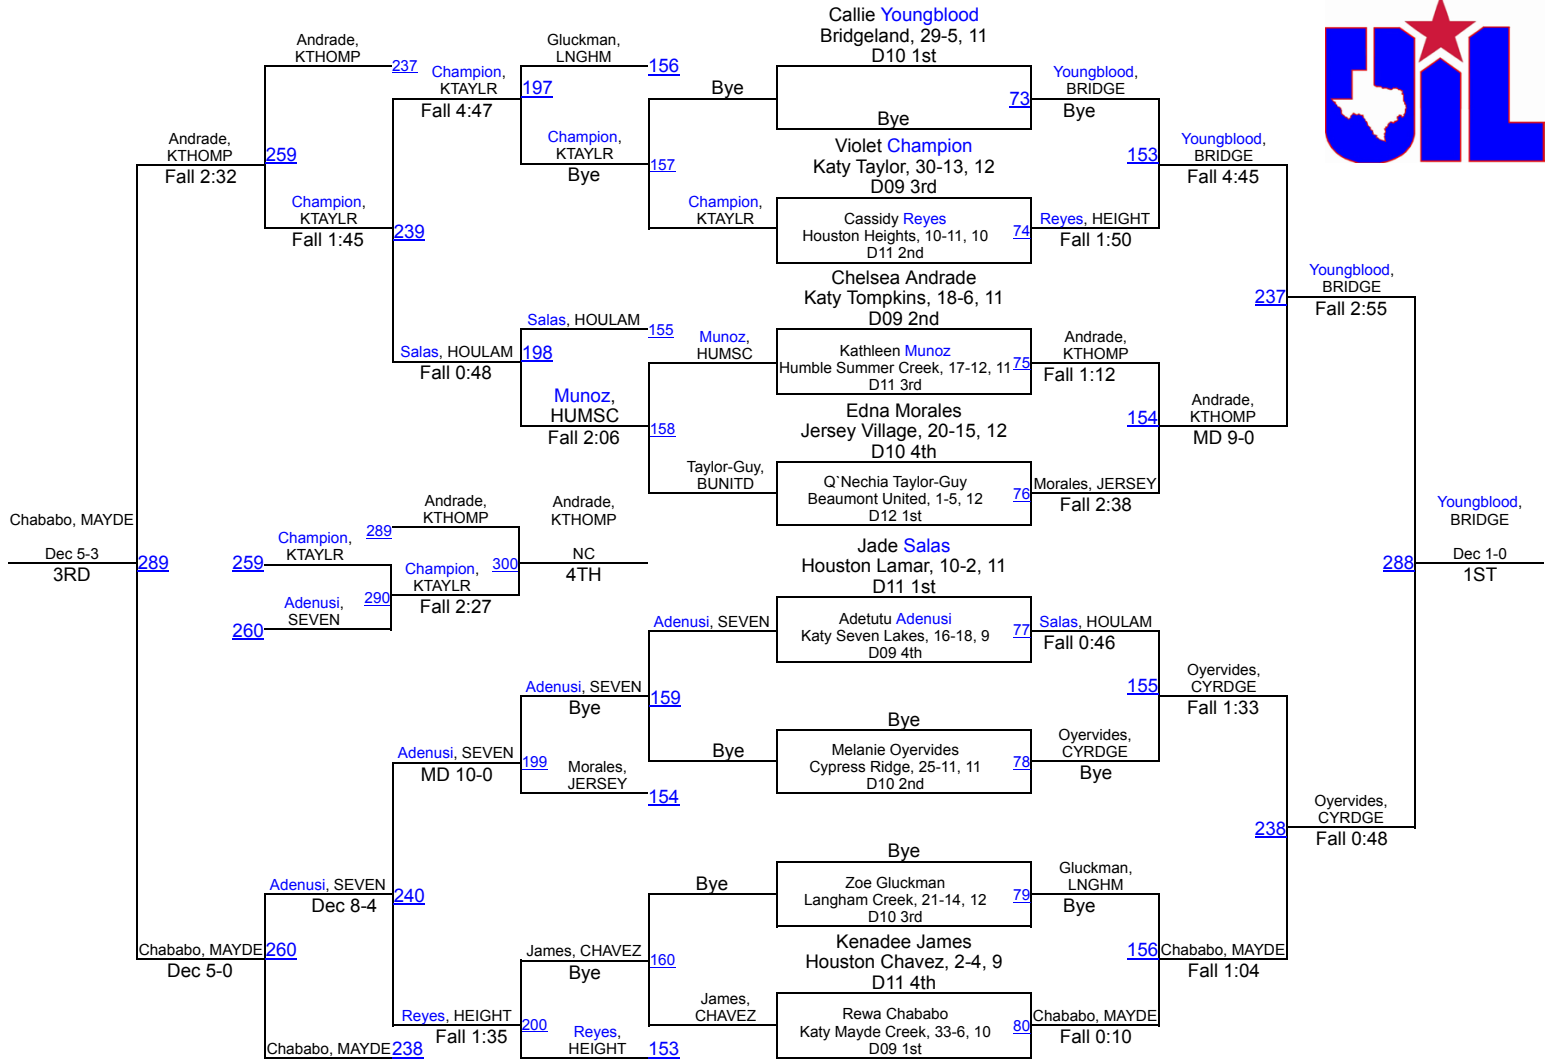 Callie Youngblood
Bridgeland, 29-5, 11
D10 1st
Bye
Violet Champion
Katy Taylor, 30-13, 12
D09 3rd
Cassidy Reyes
Houston Heights, 10-11, 10
D11 2nd
Chelsea Andrade
Katy Tompkins, 18-6, 11
D09 2nd
Kathleen Munoz
Humble Summer Creek, 17-12, 11
D11 3rd
Edna Morales
Jersey Village, 20-15, 12
D10 4th
Q`Nechia Taylor-Guy
Beaumont United, 1-5, 12
D12 1st
Jade Salas
Houston Lamar, 10-2, 11
D11 1st
Adetutu Adenusi
Katy Seven Lakes, 16-18, 9
D09 4th
Bye
Melanie Oyervides
Cypress Ridge, 25-11, 11
D10 2nd
Bye
Zoe Gluckman
Langham Creek, 21-14, 12
D10 3rd
Kenadee James
Houston Chavez, 2-4, 9
D11 4th
Rewa Chababo
Katy Mayde Creek, 33-6, 10
D09 1st
73
Youngblood,
BRIDGE
Bye
74
Reyes, HEIGHT
Fall 1:50
75
Andrade,
KTHOMP
Fall 1:12
76
Morales, JERSEY
Fall 2:38
77
Salas, HOULAM
Fall 0:46
78
Oyervides,
CYRDGE
Bye
79
Gluckman,
LNGHM
Bye
80
Chababo, MAYDE
Fall 0:10
153
Youngblood,
BRIDGE
Fall 4:45
154
Andrade,
KTHOMP
MD 9-0
155
Oyervides,
CYRDGE
Fall 1:33
156
Chababo, MAYDE
Fall 1:04
237
Youngblood,
BRIDGE
Fall 2:55
238
Oyervides,
CYRDGE
Fall 0:48
288
Youngblood,
BRIDGE
Dec 1-0
1ST
UIL
Bye
Champion,
KTAYLR
Munoz,
HUMSC
Taylor-Guy,
BUNITD
Adenusi, SEVEN
Bye
Bye
James,
CHAVEZ
Gluckman,
LNGHM
156
Champion,
KTAYLR
Bye
157
Salas, HOULAM
155
Munoz,
HUMSC
Fall 2:06
158
Adenusi, SEVEN
Bye
159
Morales,
JERSEY
154
James, CHAVEZ
Bye
160
Reyes,
HEIGHT
153
Champion,
KTAYLR
Fall 4:47
197
Salas, HOULAM
Fall 0:48
198
Adenusi, SEVEN
MD 10-0
199
Reyes, HEIGHT
Fall 1:35
200
Andrade,
KTHOMP
237
Champion,
KTAYLR
Fall 1:45
239
Adenusi, SEVEN
Dec 8-4
240
Chababo, MAYDE
238
Andrade,
KTHOMP
Fall 2:32
259
Chababo, MAYDE
Dec 5-0
260
Chababo, MAYDE
Dec 5-3
3RD
289
259
Champion,
KTAYLR
260
Adenusi,
SEVEN
289
Andrade,
KTHOMP
290
Champion,
KTAYLR
Fall 2:27
300
Andrade,
KTHOMP
NC
4TH